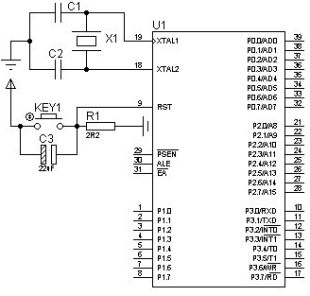 C1
U1
X1
19
XTAL1
P0.0/AD0
39
P0.1/AD1
38
P0.2/AD2
37
C2
18
XTAL2
P0.3/AD3
36
P0.4/AD4
35
P0.5/AD5
34
P0.6/AD6
33
9
RST
P0.7/AD7
32
KEY1
R1
2R2
P2.0/A8
21
P2.1/A9
22
P2.2/A10
23
C3
29
PSEN
P2.3/A11
24
30
ALE
P2.4/A12
25
31
EA
P2.5/A13
26
P2.6/A14
27
P2.7/A15
28
1
P1.0
P3.0/RXD
10
2
P1.1
P3.1/TXD
11
3
P1.2
P3.2/INT0
12
4
P1.3
P3.3/INT1
13
5
P1.4
P3.4/T0
14
6
P1.5
P3.5/T1
15
7
P1.6
P3.6/WR
16
8
P1.7
P3.7/RD
17